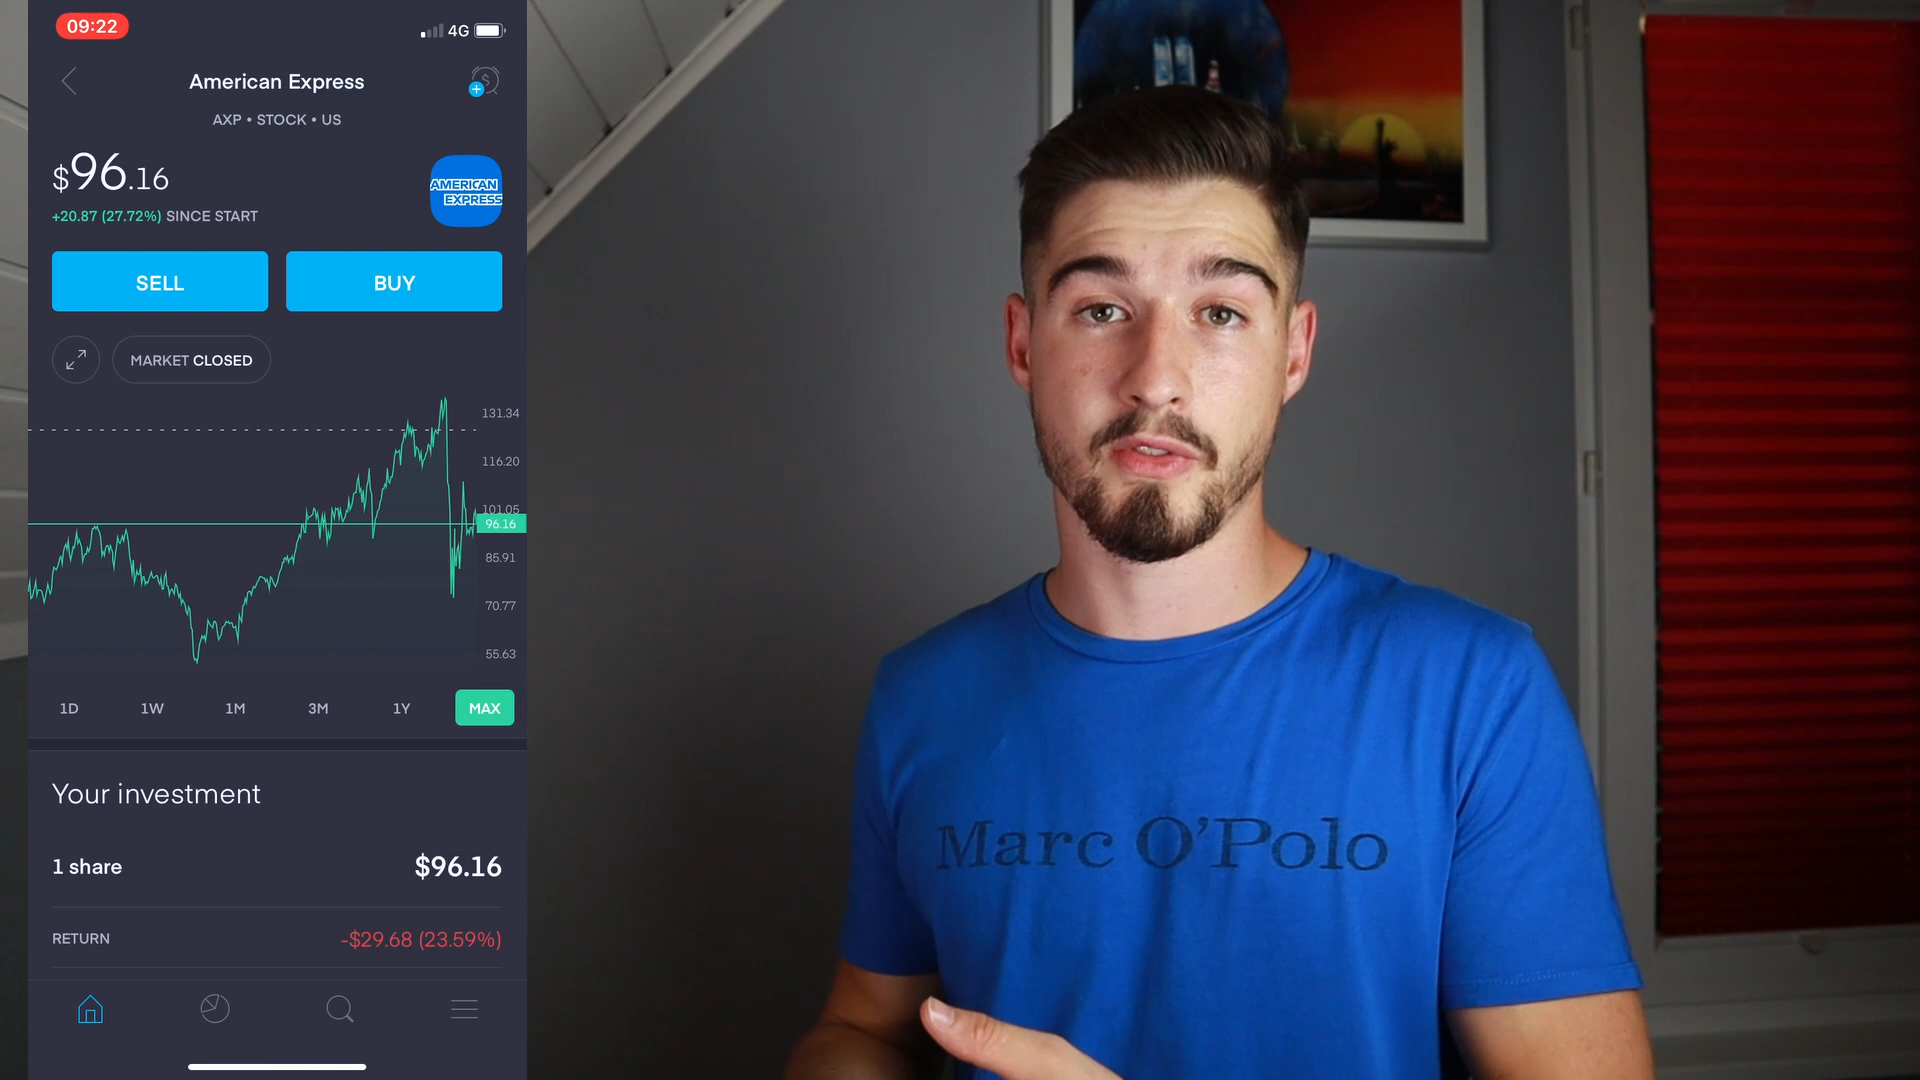 09:22
4G
American Express
AXP • STOCK • US
$96.16
AMERICAN
EXPRESS
+20.87 (27.72%) SINCE START
SELL
BUY
MARKET CLOSED
131.34
116.20
101.05
96.16
85.91
70.77
55.63
1D
1W
1M
3M
1Y
MAX
Your investment
1 share
$96.16
RETURN
-$29.68 (23.59%)
Marc O'Polo